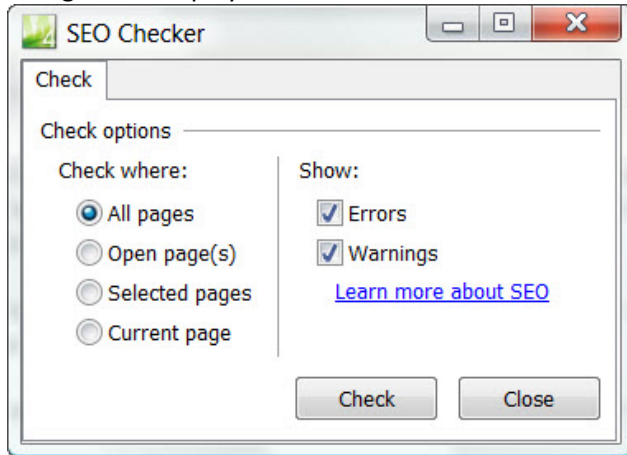 SEO Checker
Check
Check options
Check where:
All pages
Open page(s)
Selected pages
Current page
Show:
Errors
Warnings
Learn more about SEO
Check
Close